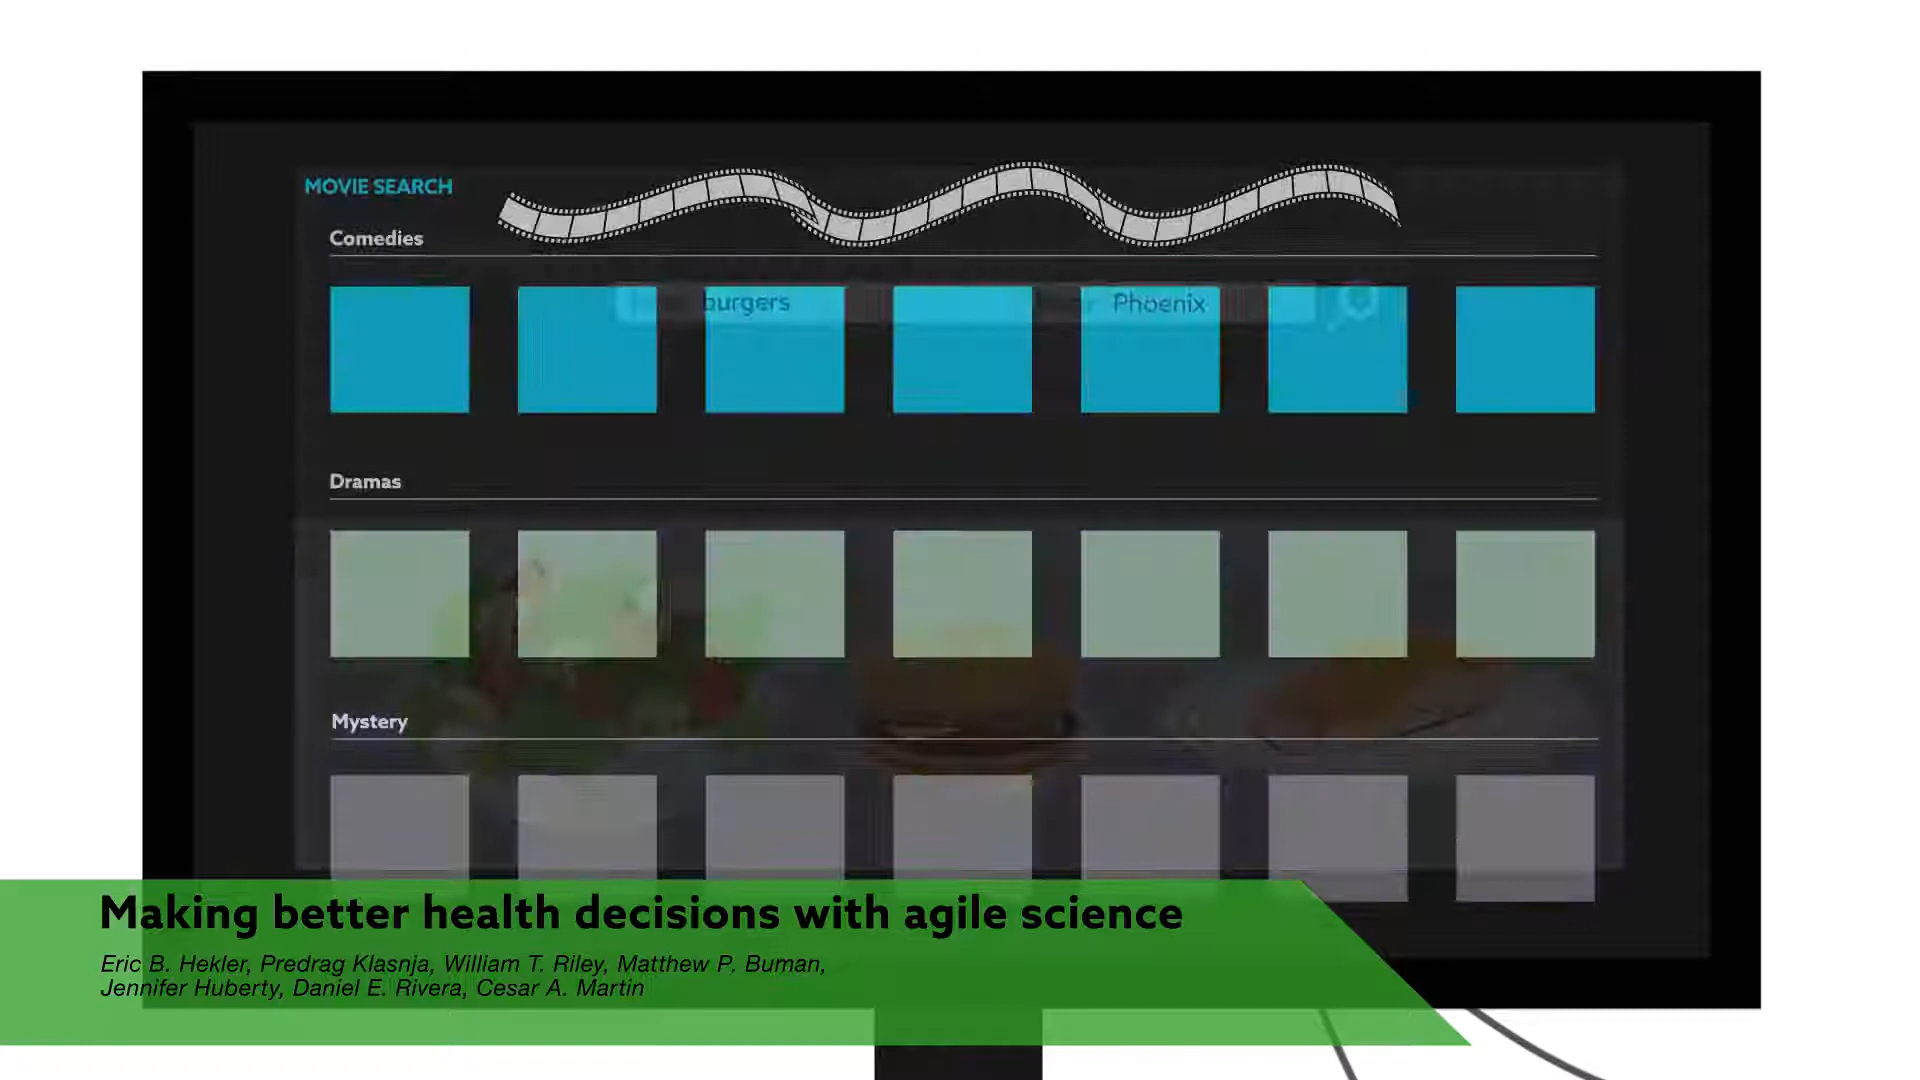 MOVIE SEARCH
Comedies
burgers Phoenix
Dramas
Mystery
Making better health decisions with agile science
Eric B. Hekler, Predrag Klasnja, William T. Riley, Matthew P. Buman,
Jennifer Huberty, Daniel E. Rivera, Cesar A. Martin